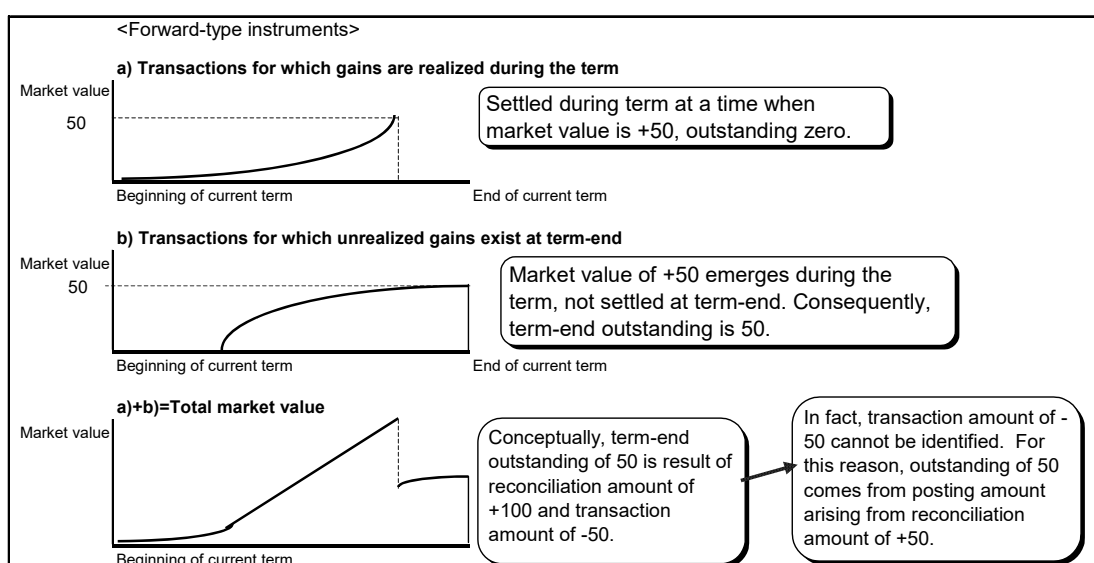 <Forward-type instruments>
a) Transactions for which gains are realized during the term
Market value
50
Settled during term at a time when
market value is +50, outstanding zero.
Beginning of current term
End of current term
b) Transactions for which unrealized gains exist at term-end
Market value
50
Market value of +50 emerges during the
term, not settled at term-end. Consequently,
term-end outstanding is 50.
Beginning of current term
End of current term
a)+b)=Total market value
Market value
Conceptually, term-end
outstanding of 50 is result of
reconciliation amount of
+100 and transaction
amount of -50.
In fact, transaction amount of -
50 cannot be identified.  For
this reason, outstanding of 50
comes from posting amount
arising from reconciliation
amount of +50.
Beginning of current term